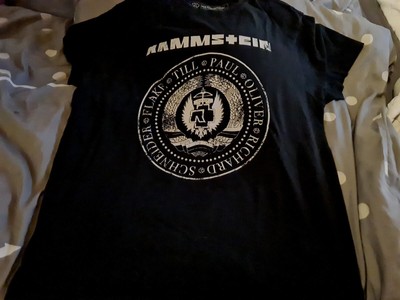 RAMMSTEIN
SCHNEIDER • FLAKE • TILL • PAUL • OLIVER • RICHARD •